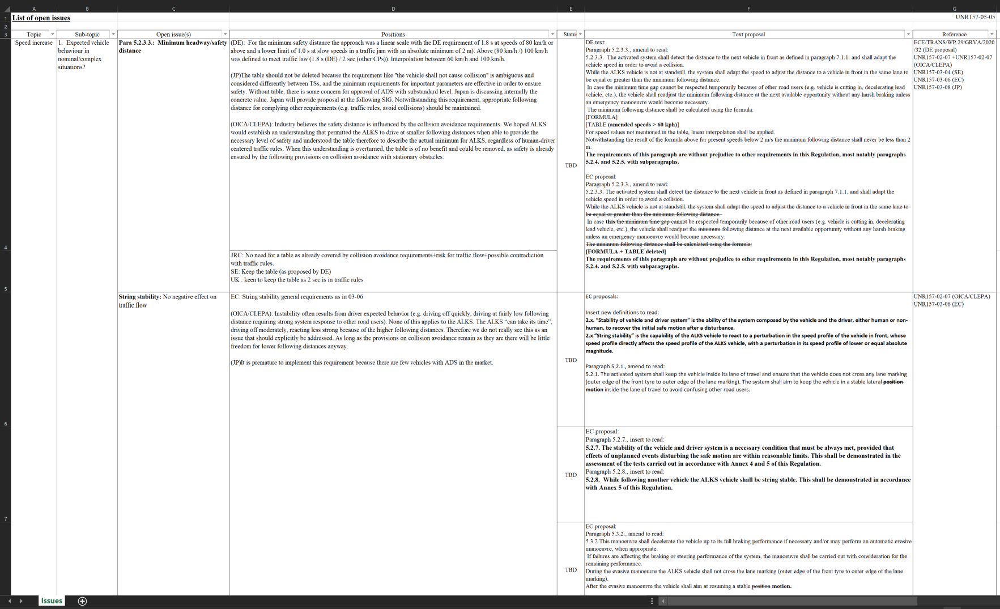 A B C D E F G
1 List of open issues UNR157-05-05
2
3 Topic Sub-topic Open issue(s) Positions Status Text proposal Reference
Speed increase
1. Expected vehicle
behaviour in
nominal/complex
situations?
Para 5.2.3.3.: Minimum headway/safety
distance
(DE): For the minimum safety distance the approach was a linear scale with the DE requirement of 1.8 s at speeds of 80 km/h or
above and a lower limit of 1.0 s at slow speeds in a traffic jam with an absolute minimum of 2 m). Above (80 km/h /) 100 km/h
was defined to meet traffic law (1.8 s (DE) / 2 sec (other CPs)). Interpolation between 60 km/h and 100 km/h.
(JP)The table should not be deleted because the requirement like "the vehicle shall not cause collision" is ambiguous and
considered differently between TSs, and the minimum requirements for important parameters are effective in order to ensure
safety. Without table, there is some concern for approval of ADS with substandard level. Japan is discussing internally the
concrete value. Japan will provide proposal at the following SIG. Notwithstanding this requirement, appropriate following
distance for complying other requirements (e.g. traffic rules, avoid collisions) should be maintained.
(OICA/CLEPA): Industry believes the safety distance is influenced by the collision avoidance requirements. We hoped ALKS
would establish an understanding that permitted the ALKS to drive at smaller following distances when able to provide the
necessary level of safety and understood the table therefore to describe the actual minimum for ALKS, regardless of human-driver
centered traffic rules. When this understanding is overturned, the table is of no benefit and could be removed, as safety is already
ensured by the following provisions on collision avoidance with stationary obstacles.
TBD
DE text:
Paragraph 5.2.3.3., amend to read:
5.2.3.3. The activated system shall detect the distance to the next vehicle in front as defined in paragraph 7.1.1. and shall adapt the
vehicle speed in order to avoid a collision.
While the ALKS vehicle is not at standstill, the system shall adapt the speed to adjust the distance to a vehicle in front in the same lane to
be equal or greater than the minimum following distance.
In case the minimum time gap cannot be respected temporarily because of other road users (e.g. vehicle is cutting in, decelerating lead
vehicle, etc.), the vehicle shall readjust the minimum following distance at the next available opportunity without any harsh braking unless
an emergency manoeuvre would become necessary.
The minimum following distance shall be calculated using the formula:
[FORMULA]
[TABLE (amended speeds > 60 kph)]
For speed values not mentioned in the table, linear interpolation shall be applied.
Notwithstanding the result of the formula above for present speeds below 2 m/s the minimum following distance shall never be less than 2
m.
The requirements of this paragraph are without prejudice to other requirements in this Regulation, most notably paragraphs
5.2.4. and 5.2.5. with subparagraphs.
EC proposal:
Paragraph 5.2.3.3., amend to read:
5.2.3.3. The activated system shall detect the distance to the next vehicle in front as defined in paragraph 7.1.1. and shall adapt the
vehicle speed in order to avoid a collision.
While the ALKS vehicle is not at standstill, the system shall adapt the speed to adjust the distance to a vehicle in front in the same lane to
be equal or greater than the minimum following distance.
In case this the minimum time gap cannot be respected temporarily because of other road users (e.g. vehicle is cutting in, decelerating
lead vehicle, etc.), the vehicle shall readjust the minimum following distance at the next available opportunity without any harsh braking
unless an emergency manoeuvre would become necessary.
The minimum following distance shall be calculated using the formula:
[FORMULA + TABLE deleted]
The requirements of this paragraph are without prejudice to other requirements in this Regulation, most notably paragraphs
5.2.4. and 5.2.5. with subparagraphs.
ECE/TRANS/WP.29/GRVA/2020
/32 (DE proposal)
UNR157-02-07 +UNR157-02-07
(OICA/CLEPA)
UNR157-03-04 (SE)
UNR157-03-06 (EC)
UNR157-03-08 (JP)
4
JRC: No need for a table as already covered by collision avoidance requirements+risk for traffic flow+possible contradiction
with traffic rules.
SE: Keep the table (as proposed by DE)
UK : keen to keep the table as 2 sec is in traffic rules
5
String stability: No negative effect on
traffic flow
EC: String stability general requirements as in 03-06
(OICA/CLEPA): Instability often results from driver expected behavior (e.g. driving off quickly, driving at fairly low following
distance requiring strong system response to other road users). None of this applies to the ALKS. The ALKS “can take its time”,
driving off moderately, reacting less strong because of the higher following distances. Therefore we do not really see this as an
issue that should explicitly be addressed. As long as the provisions on collision avoidance remain as they are there will be little
freedom for lower following distances anyway.
(JP)It is premature to implement this requirement because there are few vehicles with ADS in the market.
TBD
EC proposals:
Insert new definitions to read:
2.x. “Stability of vehicle and driver system” is the ability of the system composed by the vehicle and the driver, either human or non-
human, to recover the initial safe motion after a disturbance.
2.x “String stability” is the capability of the ALKS vehicle to react to a perturbation in the speed profile of the vehicle in front, whose
speed profile directly affects the speed profile of the ALKS vehicle, with a perturbation in its speed profile of lower or equal absolute
magnitude.
Paragraph 5.2.1., amend to read:
5.2.1. The activated system shall keep the vehicle inside its lane of travel and ensure that the vehicle does not cross any lane marking
(outer edge of the front tyre to outer edge of the lane marking). The system shall aim to keep the vehicle in a stable lateral position
motion inside the lane of travel to avoid confusing other road users.
UNR157-02-07 (OICA/CLEPA)
UNR157-03-06 (EC)
6
TBD
EC proposal:
Paragraph 5.2.7., insert to read:
5.2.7. The stability of the vehicle and driver system is a necessary condition that must be always met, provided that
effects of unplanned events disturbing the safe motion are within reasonable limits. This shall be demonstrated in the
assessment of the tests carried out in accordance with Annex 4 and 5 of this Regulation.
Paragraph 5.2.8., insert to read:
5.2.8. While following another vehicle the ALKS vehicle shall be string stable. This shall be demonstrated in accordance
with Annex 5 of this Regulation.
7
TBD
EC proposal:
Paragraph 5.3.2., amend to read:
5.3.2 This manoeuvre shall decelerate the vehicle up to its full braking performance if necessary and/or may perform an automatic evasive
manoeuvre, when appropriate.
If failures are affecting the braking or steering performance of the system, the manoeuvre shall be carried out with consideration for the
remaining performance.
During the evasive manoeuvre the ALKS vehicle shall not cross the lane marking (outer edge of the front tyre to outer edge of the lane
marking).
After the evasive manoeuvre the vehicle shall aim at resuming a stable position motion.
Issues